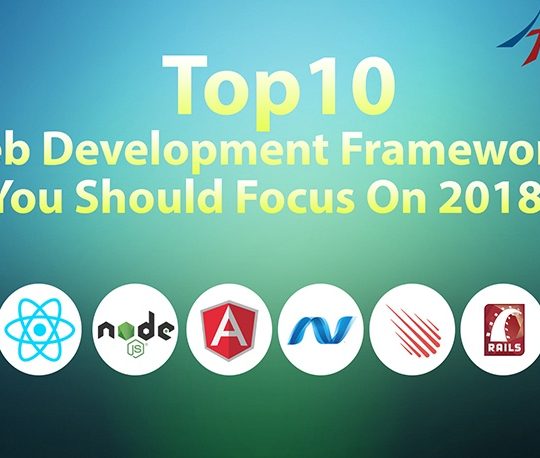 Top10
eb Development Framewor
You Should Focus On 2018
node
JS
A
RAILS